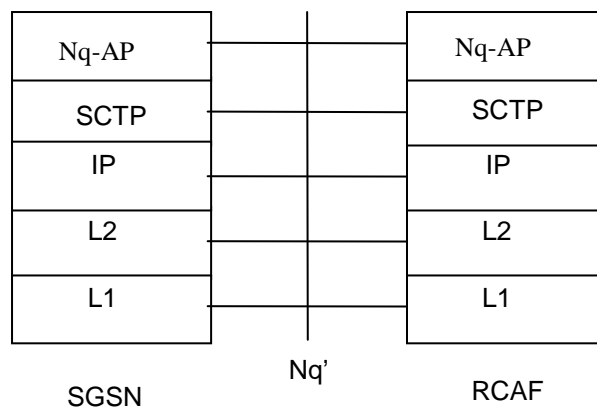 Nq-AP Nq-AP
SCTP SCTP
IP IP
L2 L2
L1 L1
Nq’
SGSN RCAF